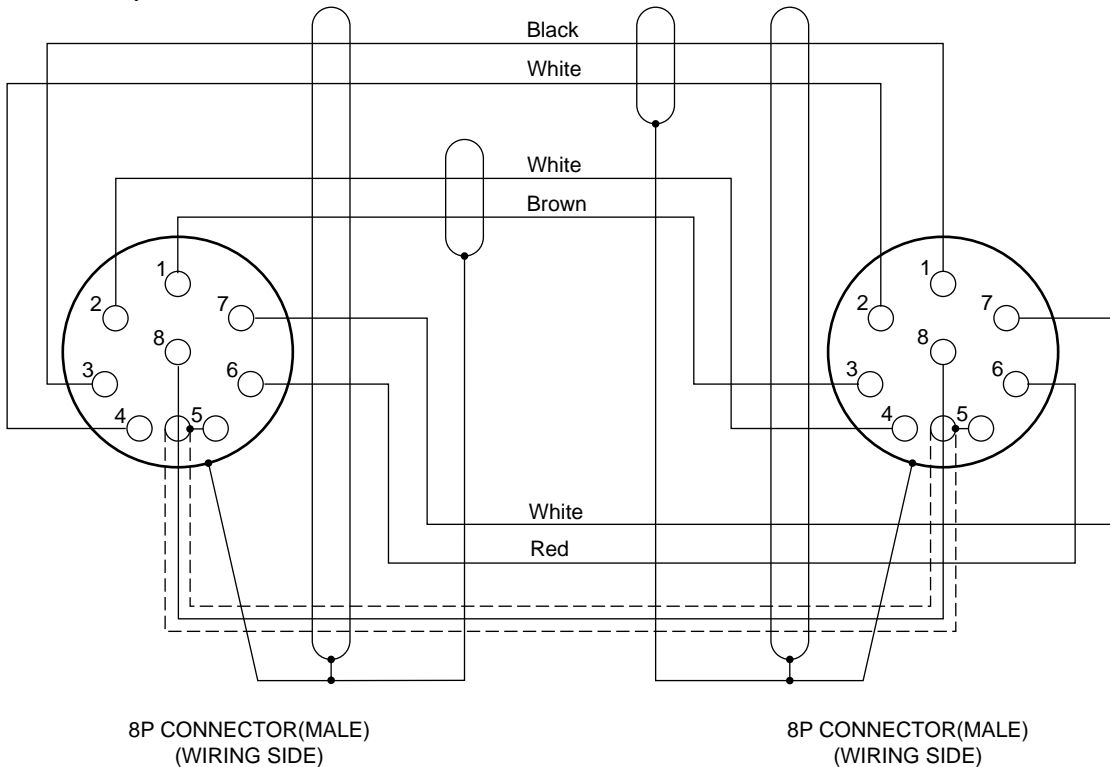 Black
White
White
Brown
1
2
7
8
3
6
4
5
1
2
7
8
3
6
4
5
White
Red
8P CONNECTOR(MALE)
(WIRING SIDE)
8P CONNECTOR(MALE)
(WIRING SIDE)